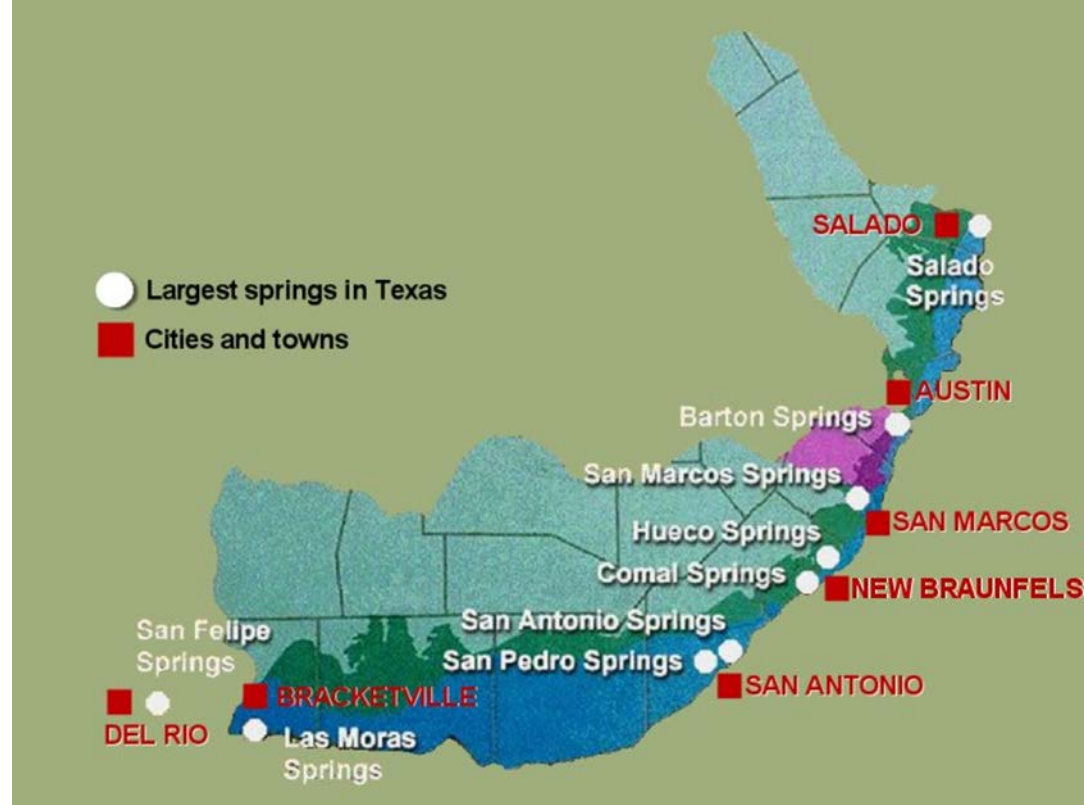 SALADO
Salado
Springs
Largest springs in Texas
Cities and towns
AUSTIN
Barton Springs
San Marcos Springs
SAN MARCOS
Hueco Springs
Comal Springs
NEW BRAUNFELS
San Antonio Springs
San Felipe
Springs
San Pedro Springs
SAN ANTONIO
BRACKETVILLE
DEL RIO
Las Moras
Springs